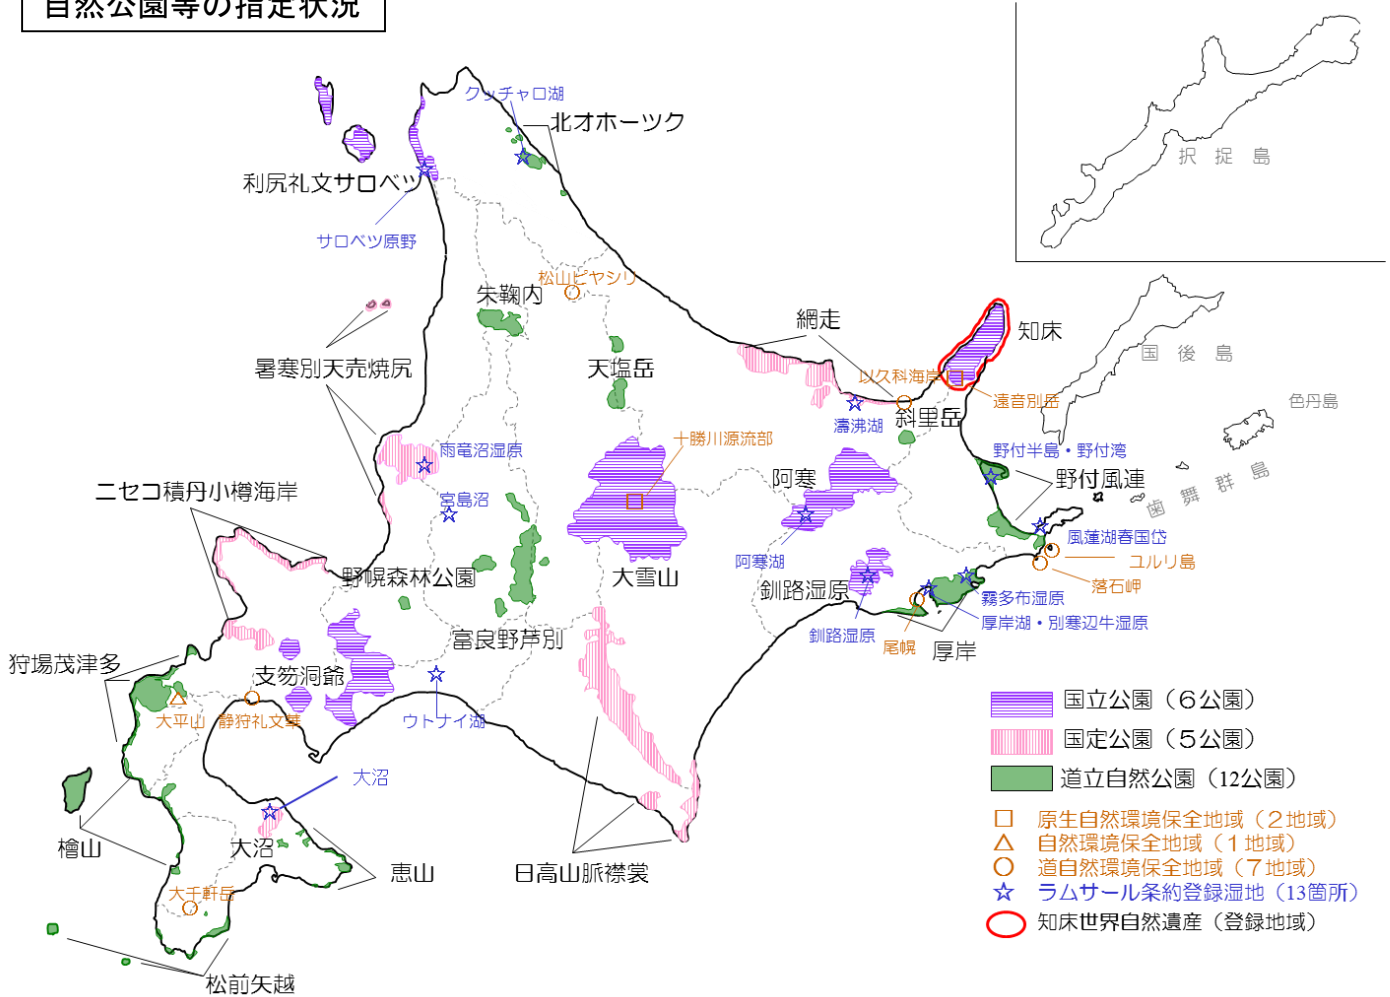 自然公園等の指定状況
クッチャロ湖
北オホーツク
択捉島
利尻礼文サロベツ
サロベツ原野
松山ピヤシリ
朱鞠内
網走
知床
国後島
暑寒別天売焼尻
天塩岳
以久科海岸
遠音別岳
色丹島
濤沸湖
斜里岳
十勝川源流部
雨竜沼湿原
野付半島・野付湾
阿寒
野付風連
歯舞群島
ニセコ積丹小樽海岸
宮島沼
風蓮湖春国岱
阿寒湖
ユルリ島
野幌森林公園
大雪山
釧路湿原
落石岬
霧多布湿原
厚岸湖・別寒辺牛湿原
釧路湿原
富良野芦別
尾幌
厚岸
狩場茂津多
支笏洞爺
大平山
静狩礼文華
ウトナイ湖
国立公園（6公園）
国定公園（5公園）
道立自然公園（12公園）
大沼
原生自然環境保全地域（2地域）
自然環境保全地域（1地域）
道自然環境保全地域（7地域）
ラムサール条約登録湿地（13箇所）
知床世界自然遺産（登録地域）
檜山
大沼
恵山
日高山脈襟裳
大千軒岳
松前矢越